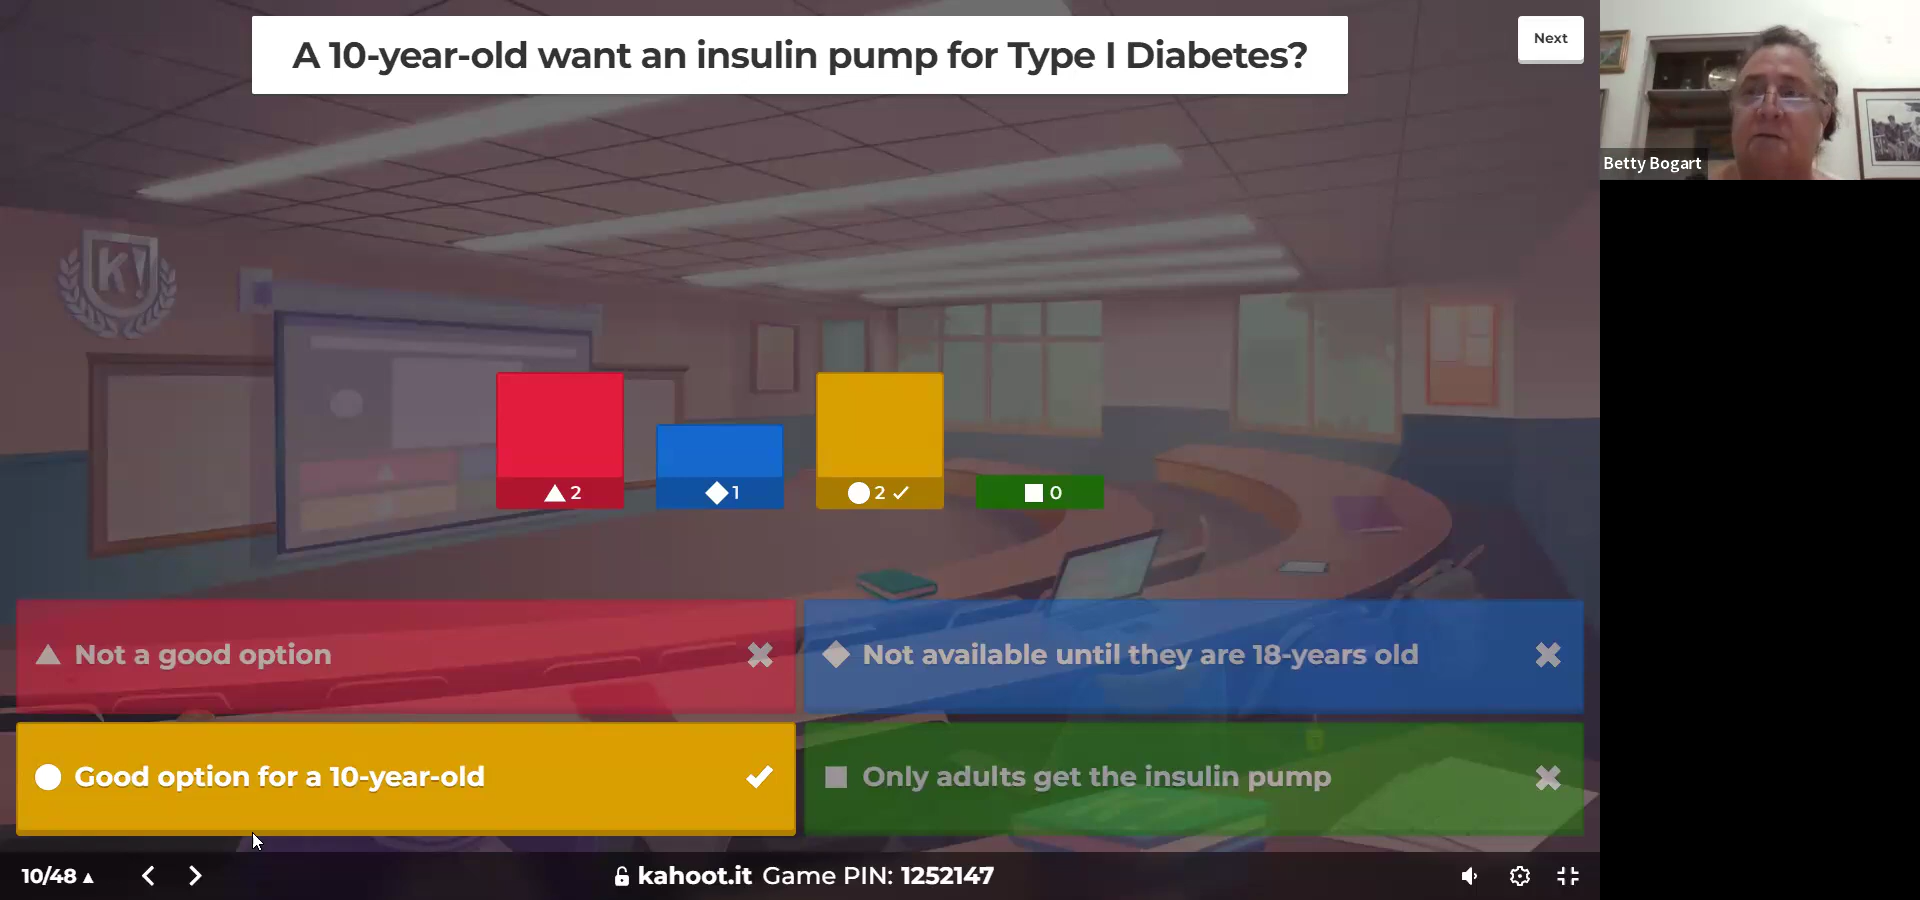 A 10-year-old want an insulin pump for Type I Diabetes?
Next
Betty Bogart
K!
2
1
2
0
Not a good option
Not available until they are 18-years old
Good option for a 10-year-old
Only adults get the insulin pump
10/48
kahoot.it Game PIN: 1252147